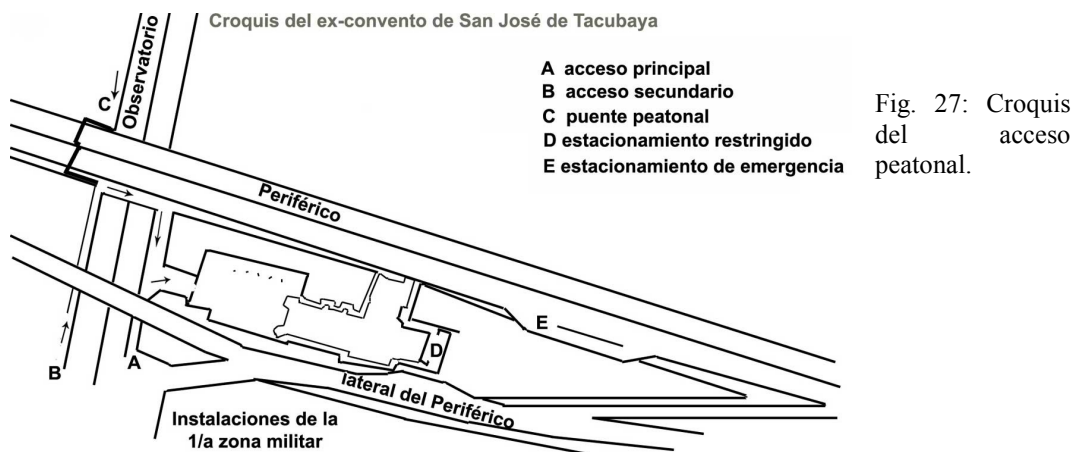 Croquis del ex-convento de San José de Tacubaya
A acceso principal
B acceso secundario
C puente peatonal
D estacionamiento restringido
E estacionamiento de emergencia
Fig. 27: Croquis
del acceso
peatonal.
Observatorio
C
Periférico
E
D
A
B
lateral del Periférico
Instalaciones de la
1/a zona militar